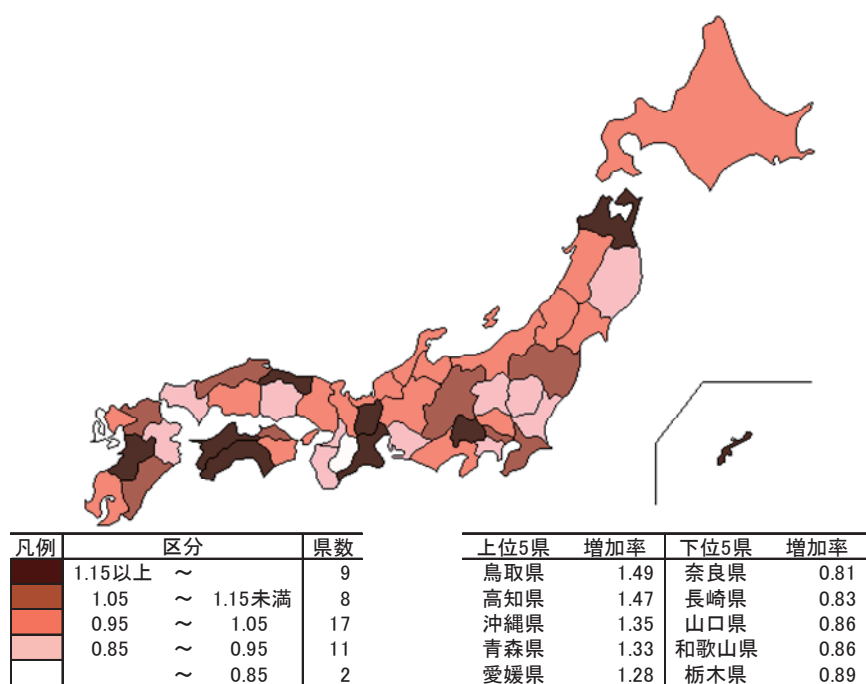 凡例 区分 県数
1.15以上 ～ 9
1.05 ～ 1.15未満 8
0.95 ～ 1.05 17
0.85 ～ 0.95 11
～ 0.85 2
上位5県 増加率 下位5県 増加率
鳥取県 1.49 奈良県 0.81
高知県 1.47 長崎県 0.83
沖縄県 1.35 山口県 0.86
青森県 1.33 和歌山県 0.86
愛媛県 1.28 栃木県 0.89